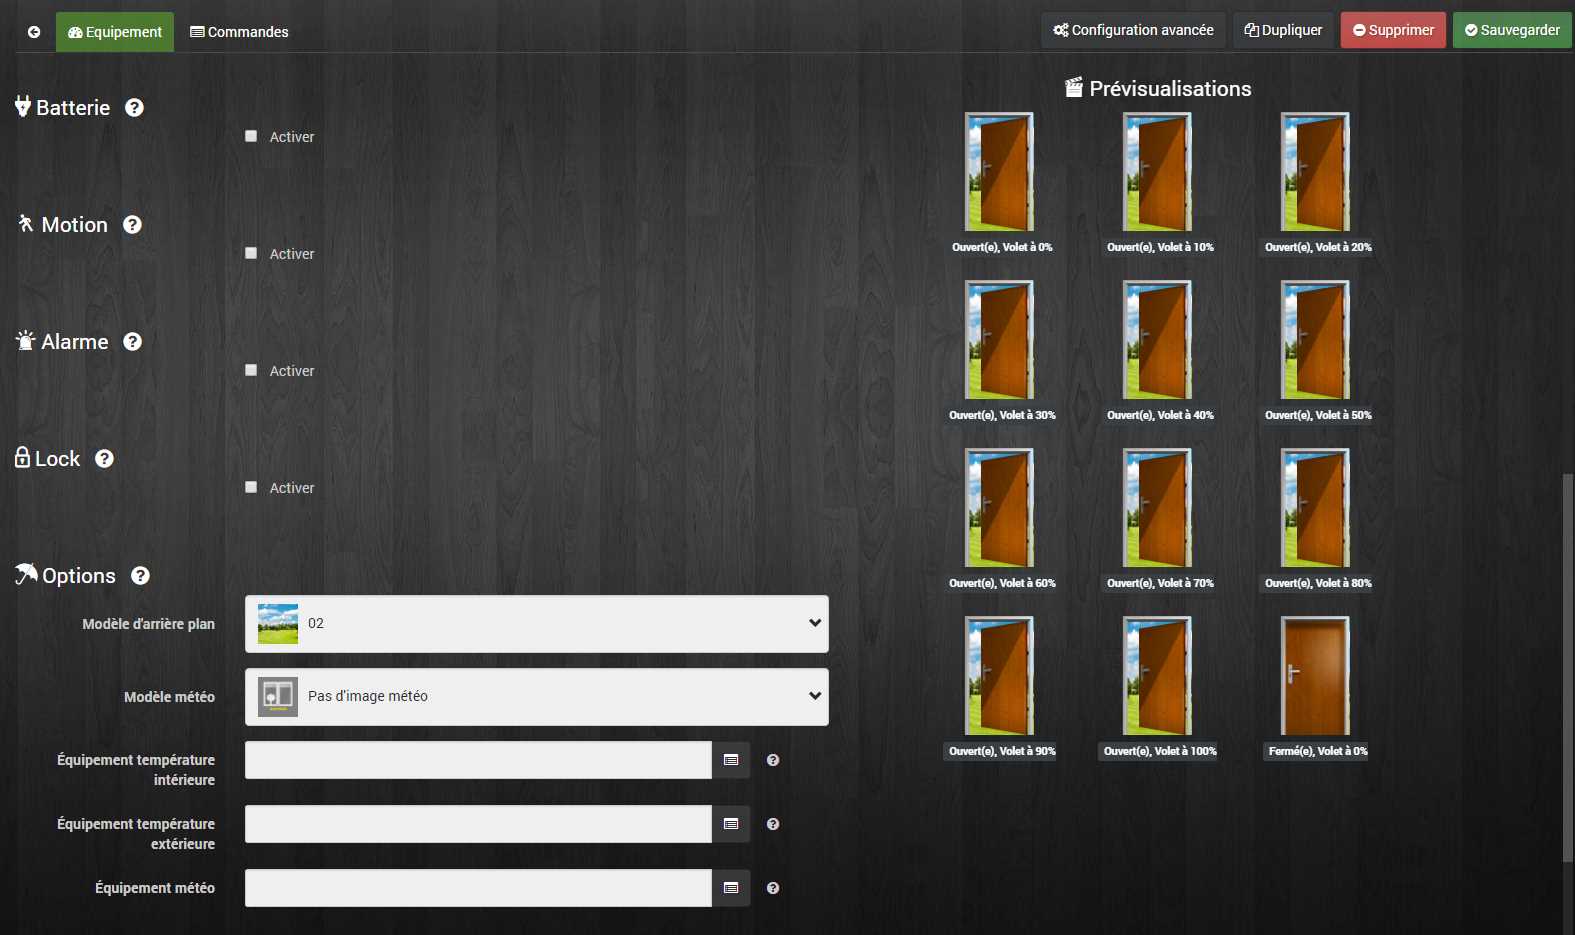 Equipement
Commandes
Configuration avancée
Dupliquer
Supprimer
Sauvegarder
Batterie
Activer
Motion
Activer
Alarme
Activer
Lock
Activer
Options
Modèle d'arrière plan
02
Modèle météo
Pas d'image météo
Équipement température
intérieure
Équipement température
extérieure
Équipement météo
Prévisualisations
Ouvert(e), Volet à 0%
Ouvert(e), Volet à 10%
Ouvert(e), Volet à 20%
Ouvert(e), Volet à 30%
Ouvert(e), Volet à 40%
Ouvert(e), Volet à 50%
Ouvert(e), Volet à 60%
Ouvert(e), Volet à 70%
Ouvert(e), Volet à 80%
Ouvert(e), Volet à 90%
Ouvert(e), Volet à 100%
Fermé(e), Volet à 0%